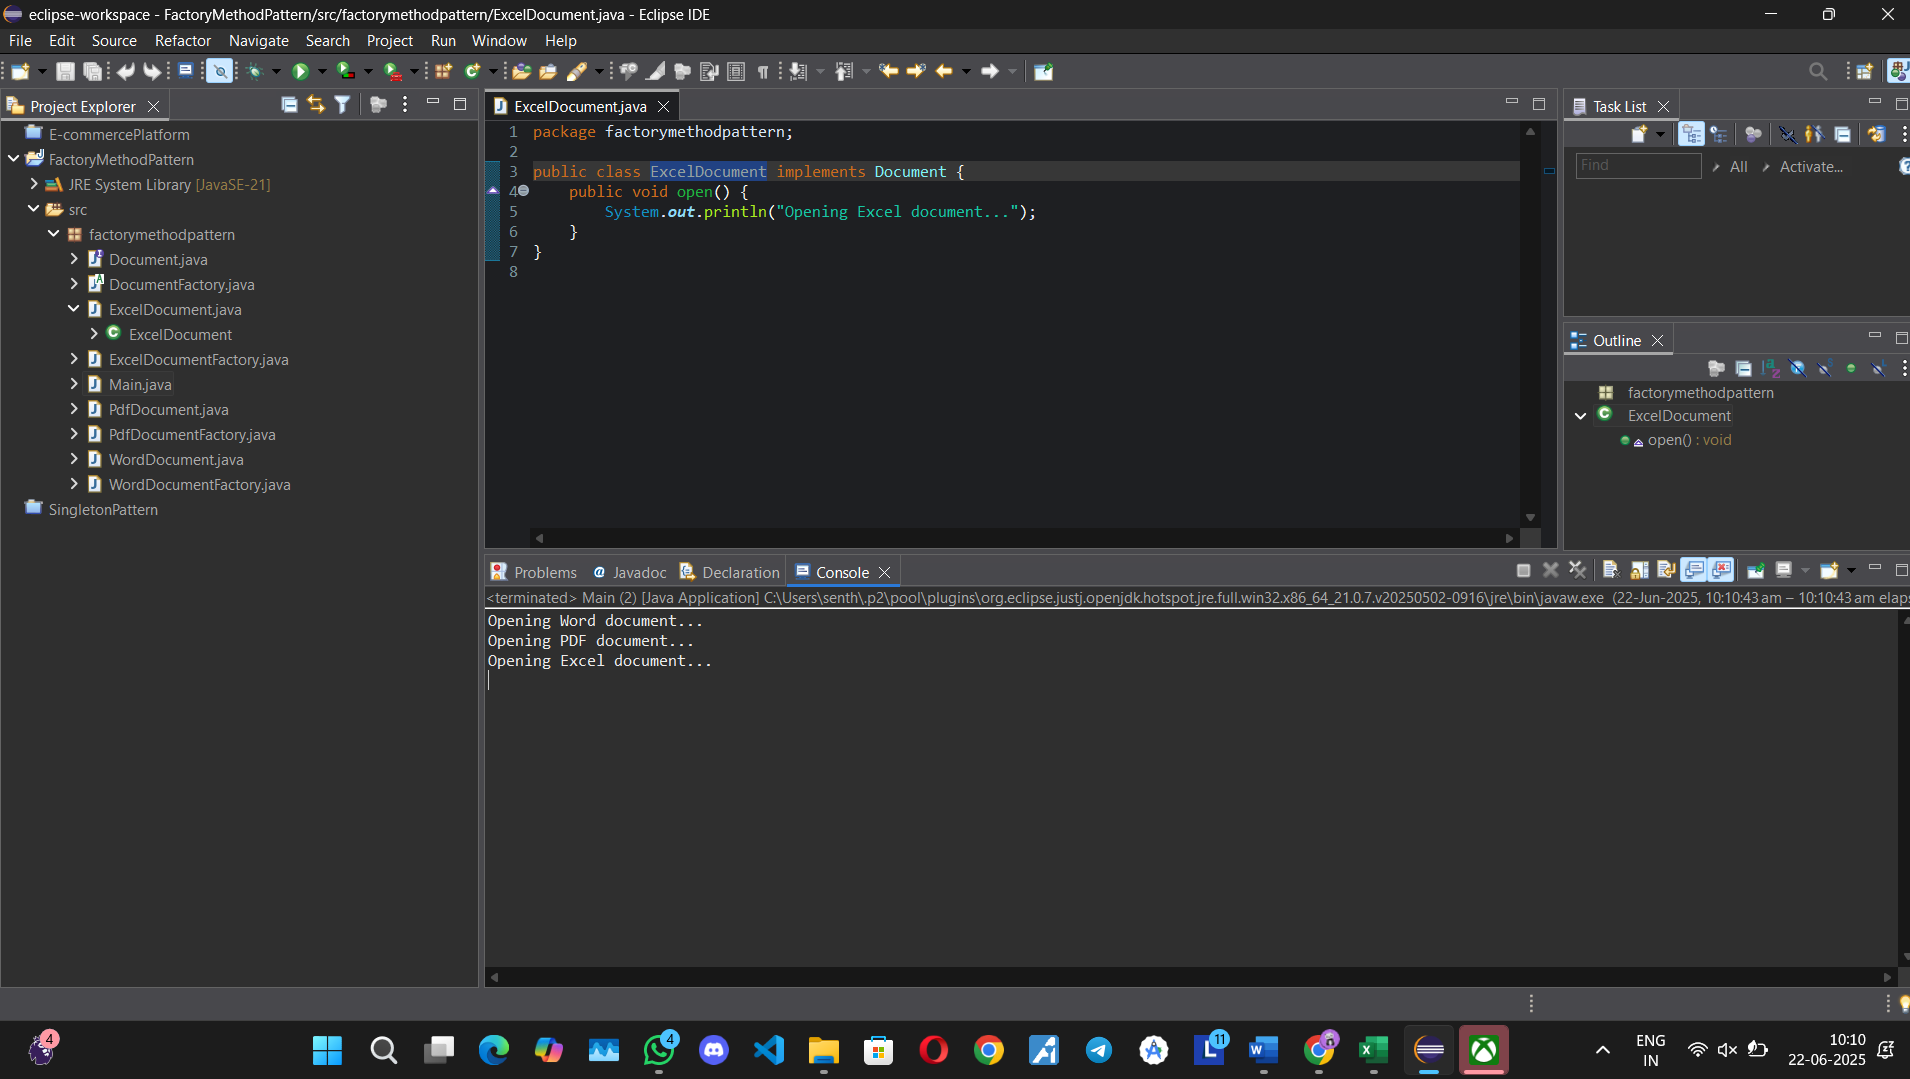 eclipse-workspace - FactoryMethodPattern/src/factorymethodpattern/ExcelDocument.java - Eclipse IDE
File Edit Source Refactor Navigate Search Project Run Window Help
Project Explorer
E-commercePlatform
FactoryMethodPattern
JRE System Library [JavaSE-21]
src
factorymethodpattern
Document.java
DocumentFactory.java
ExcelDocument.java
ExcelDocument
ExcelDocumentFactory.java
Main.java
PdfDocument.java
PdfDocumentFactory.java
WordDocument.java
WordDocumentFactory.java
SingletonPattern
ExcelDocument.java
1 package factorymethodpattern;
2
3 public class ExcelDocument implements Document {
4 public void open() {
5 System.out.println("Opening Excel document...");
6 }
7 }
8
Task List
Find All Activate...
Outline
factorymethodpattern
ExcelDocument
open() : void
Problems Javadoc Declaration Console
<terminated> Main (2) [Java Application] C:\Users\senth\.p2\pool\plugins\org.eclipse.justj.openjdk.hotspot.jre.full.win32.x86_64_21.0.7.v20250502-0916\jre\bin\javaw.exe (22-Jun-2025, 10:10:43 am – 10:10:43 am elaps
Opening Word document...
Opening PDF document...
Opening Excel document...
4
4
11
ENG
IN
10:10
22-06-2025